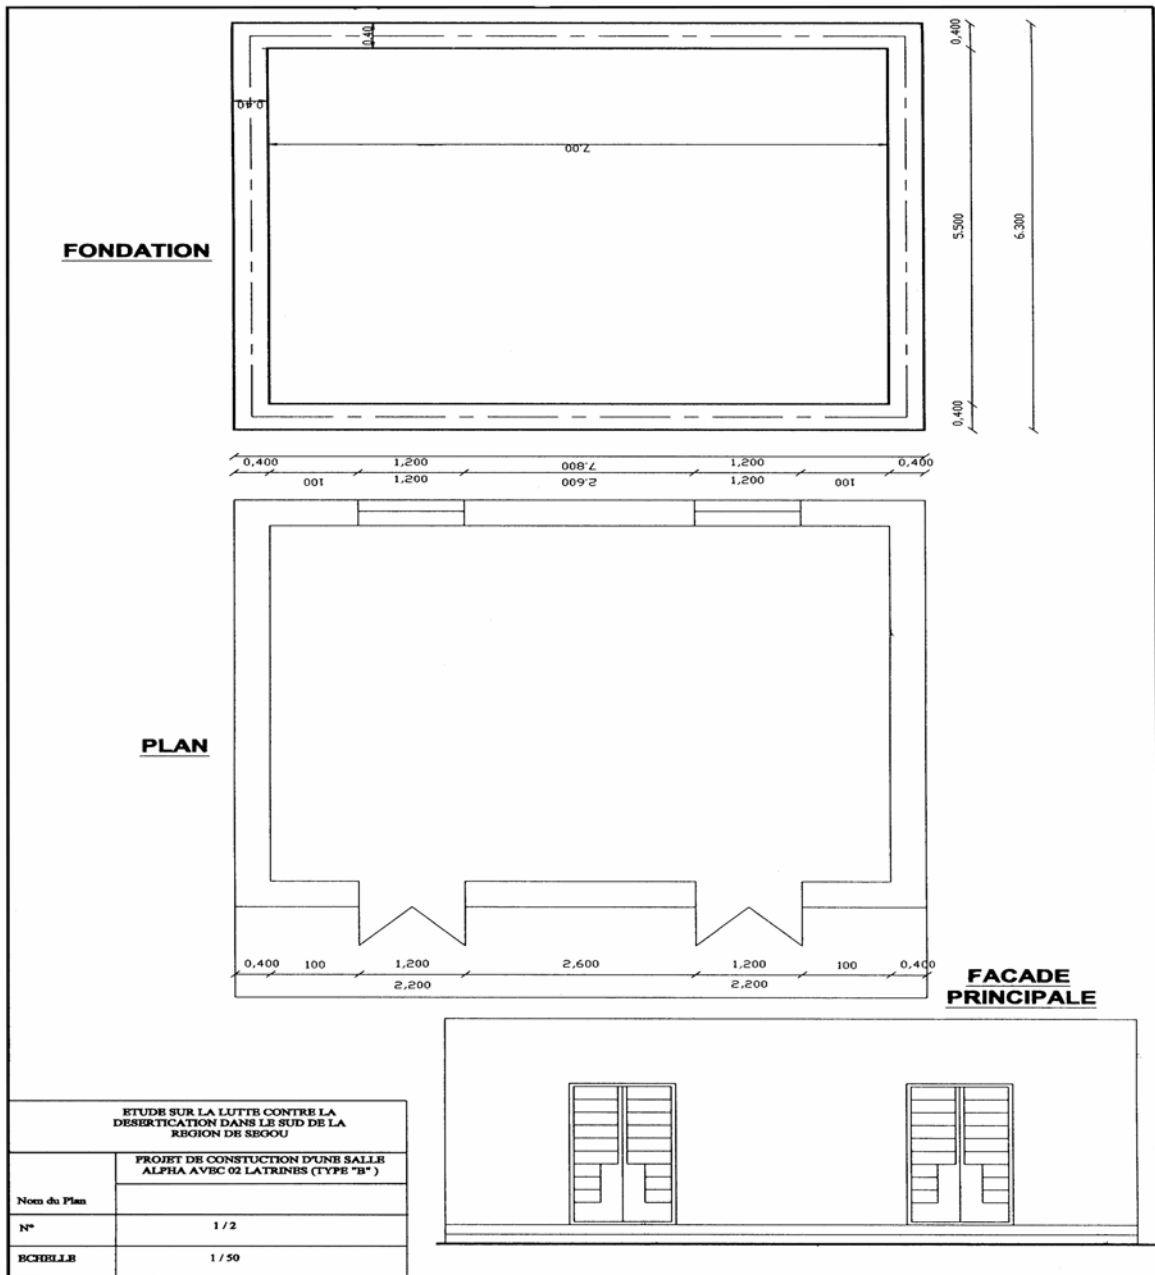 0.40
0.40
7.00
0,400
5.500
6.300
0,400
FONDATION
0,400 1,200 7.800 1,200 0,400
100 1,200 2.600 1,200 100
PLAN
0,400 100 1,200 2,600 1,200 100 0,400
2,200 2,200
FACADE
PRINCIPALE
ETUDE SUR LA LUTTE CONTRE LA
DESERTICATION DANS LE SUD DE LA
REGION DE SEGOU
PROJET DE CONSTUCTION D'UNE SALLE
ALPHA AVEC 02 LATRINES (TYPE "B" )
Nom du Plan
N° 1 / 2
ECHELLE 1 / 50